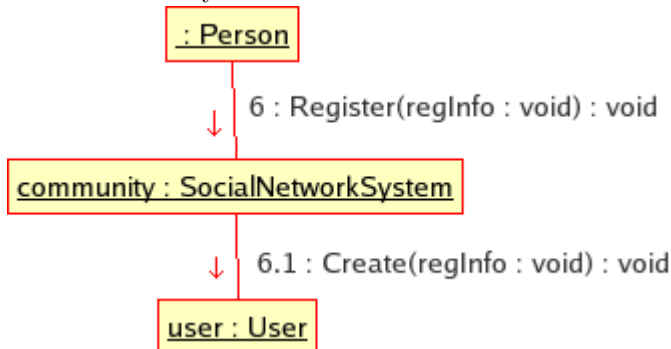 : Person
6 : Register(regInfo : void) : void
community : SocialNetworkSystem
6.1 : Create(regInfo : void) : void
user : User